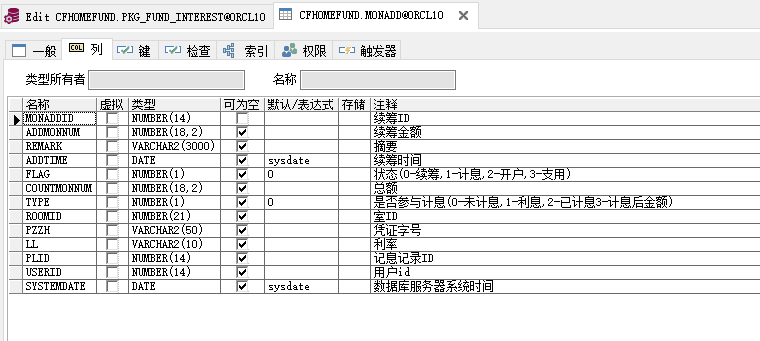 Edit CFHOMEFUND.PKG_FUND_INTEREST@ORCL10 CFHOMEFUND.MONADD@ORCL10
一般 COL 列 键 检查 索引 权限 触发器
类型所有者 名称
名称 虚拟 类型 可为空 默认/表达式 存储 注释
MONADDID NUMBER(14) 续筹ID
ADDMONNUM NUMBER(18,2) 续筹金额
REMARK VARCHAR2(3000) 摘要
ADDTIME DATE sysdate 续筹时间
FLAG NUMBER(1) 0 状态(0-续筹,1-计息,2-开户,3-支用)
COUNTMONNUM NUMBER(18,2) 总额
TYPE NUMBER(1) 0 是否参与计息(0-未计息,1-利息,2-已计息3-计息后金额)
ROOMID NUMBER(21) 室ID
PZZH VARCHAR2(50) 凭证字号
LL VARCHAR2(10) 利率
PLID NUMBER(14) 记息记录ID
USERID NUMBER(14) 用户id
SYSTEMDATE DATE sysdate 数据库服务器系统时间